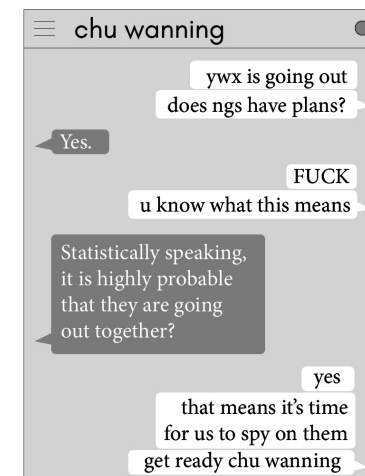 chu wanning
ywx is going out
does ngs have plans?
Yes.
FUCK
u know what this means
Statistically speaking,
it is highly probable
that they are going
out together?
yes
that means it's time
for us to spy on them
get ready chu wanning